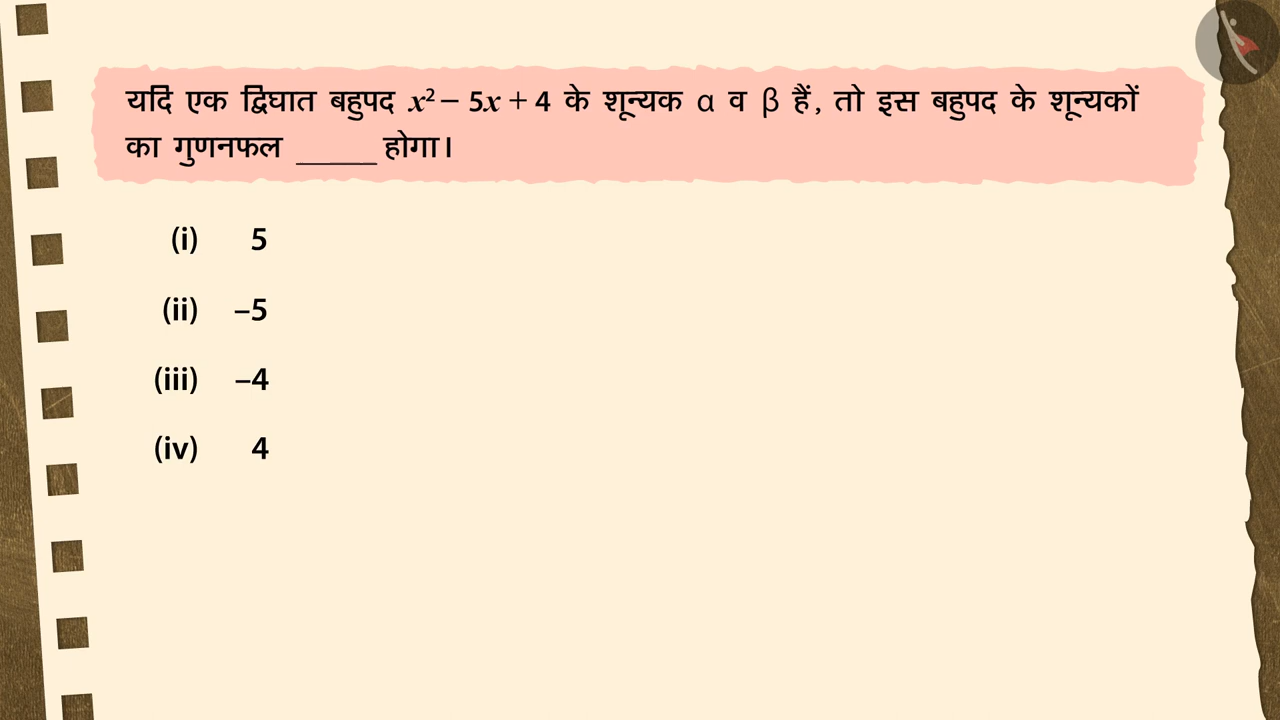 यदि एक द्विघात बहुपद x² – 5x + 4 के शून्यक α व β हैं, तो इस बहुपद के शून्यकों
का गुणनफल _____ होगा।
(i) 5
(ii) –5
(iii) –4
(iv) 4